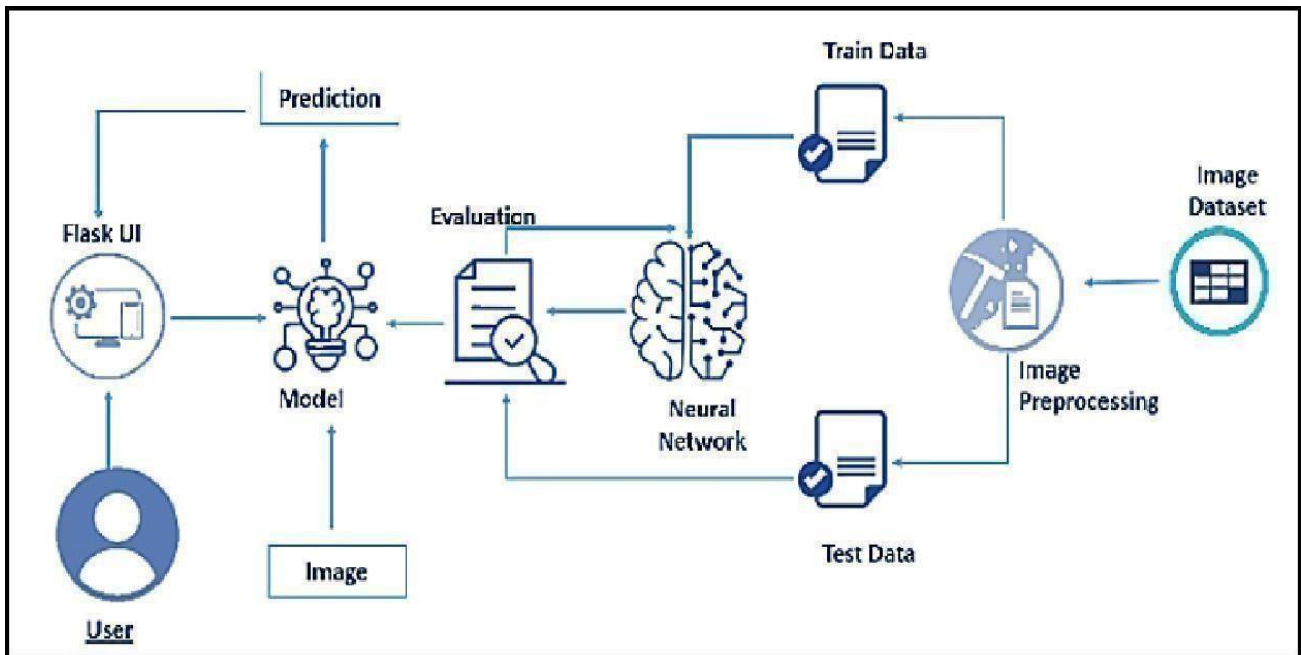 Train Data
Prediction
Image
Dataset
Evaluation
Flask UI
Image
Preprocessing
Model
Neural
Network
Image
Test Data
User